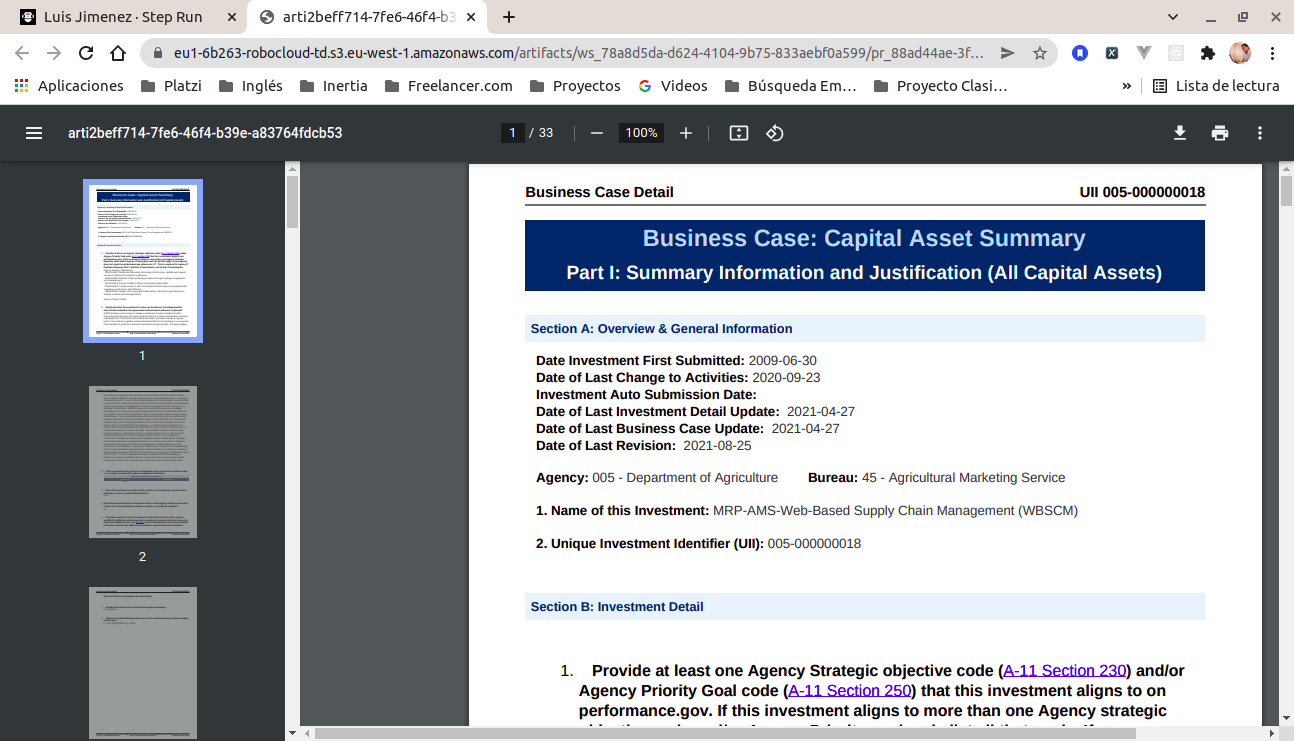 Luis Jimenez · Step Run
arti2beff714-7fe6-46f4-b3
eu1-6b263-robocloud-td.s3.eu-west-1.amazonaws.com/artifacts/ws_78a8d5da-d624-4104-9b75-833aebf0a599/pr_88ad44ae-3f...
Aplicaciones Platzi Inglés Inertia Freelancer.com Proyectos Videos Búsqueda Em... Proyecto Clasi... » Lista de lectura
arti2beff714-7fe6-46f4-b39e-a83764fdcb53 1 / 33 100%
1
2
Business Case Detail UII 005-000000018
Business Case: Capital Asset Summary
Part I: Summary Information and Justification (All Capital Assets)
Section A: Overview & General Information
Date Investment First Submitted: 2009-06-30
Date of Last Change to Activities: 2020-09-23
Investment Auto Submission Date:
Date of Last Investment Detail Update: 2021-04-27
Date of Last Business Case Update: 2021-04-27
Date of Last Revision: 2021-08-25
Agency: 005 - Department of Agriculture Bureau: 45 - Agricultural Marketing Service
1. Name of this Investment: MRP-AMS-Web-Based Supply Chain Management (WBSCM)
2. Unique Investment Identifier (UII): 005-000000018
Section B: Investment Detail
1. Provide at least one Agency Strategic objective code (A-11 Section 230) and/or
Agency Priority Goal code (A-11 Section 250) that this investment aligns to on
performance.gov. If this investment aligns to more than one Agency strategic